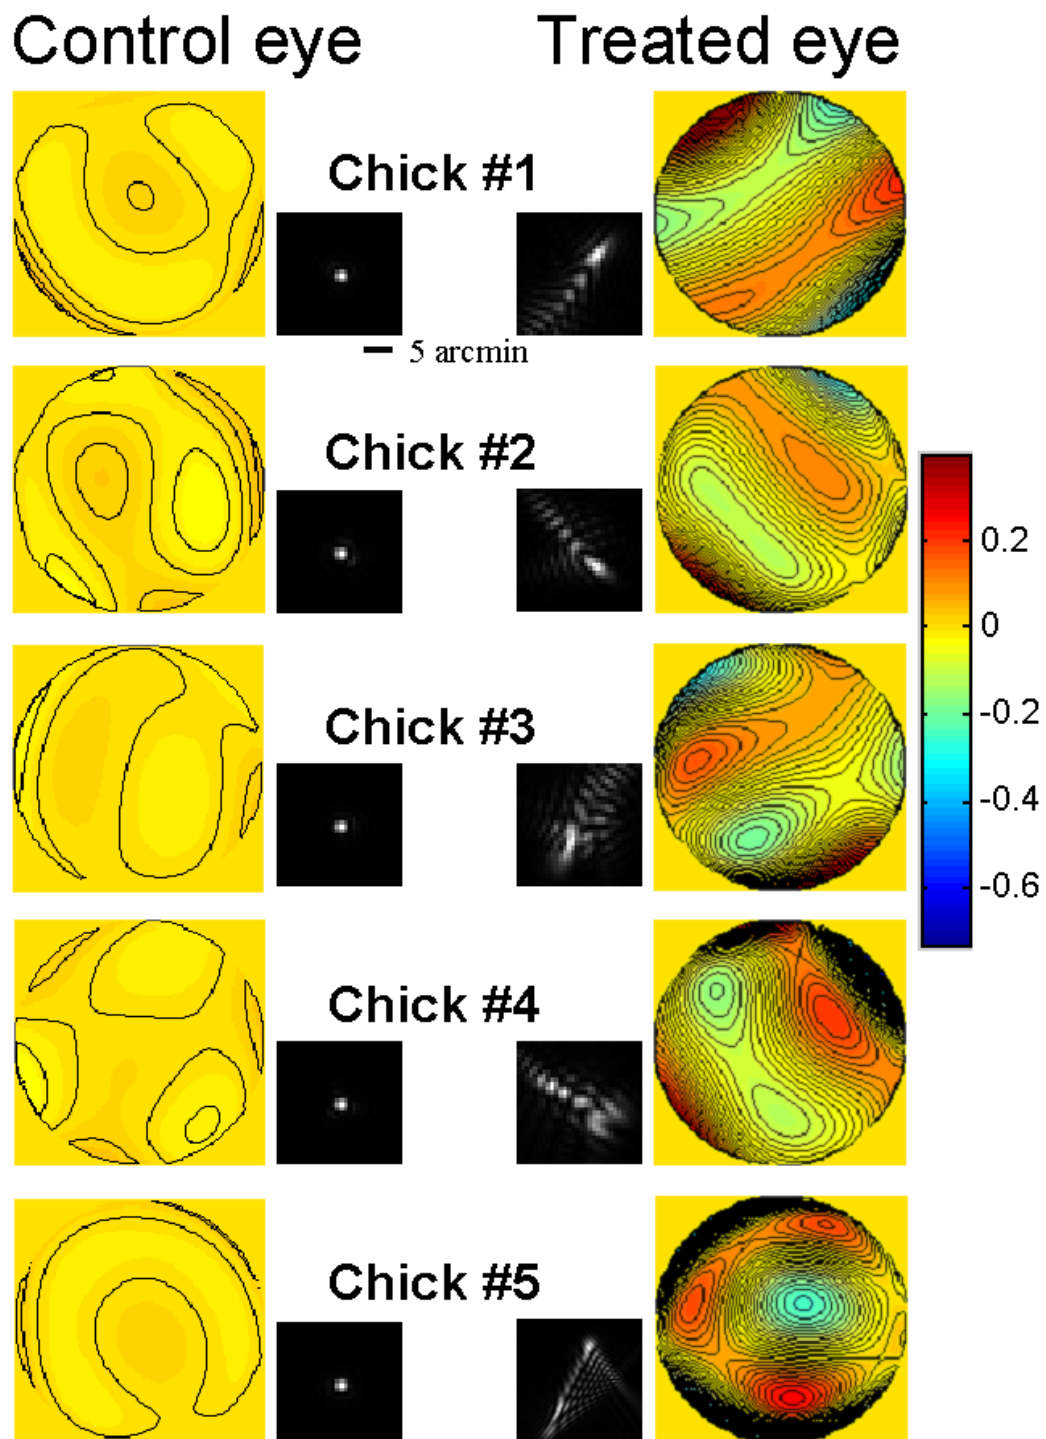 Control eye
Treated eye
Chick #1
5 arcmin
Chick #2
0.2
0
-0.2
-0.4
-0.6
Chick #3
Chick #4
Chick #5